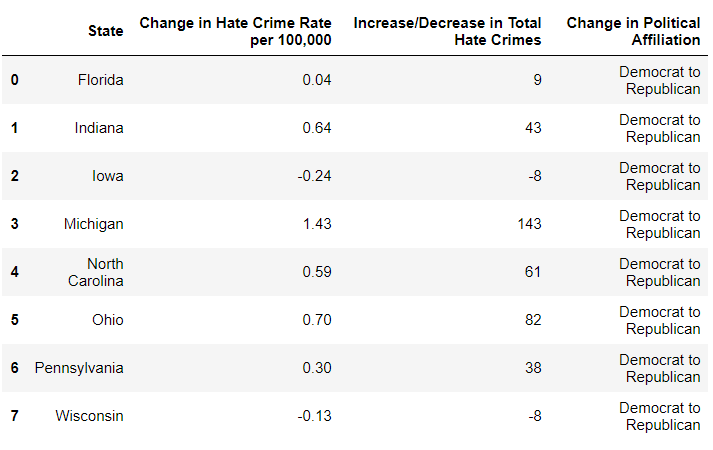 State Change in Hate Crime Rate per 100,000 Increase/Decrease in Total Hate Crimes Change in Political Affiliation
0 Florida 0.04 9 Democrat to Republican
1 Indiana 0.64 43 Democrat to Republican
2 Iowa -0.24 -8 Democrat to Republican
3 Michigan 1.43 143 Democrat to Republican
4 North Carolina 0.59 61 Democrat to Republican
5 Ohio 0.70 82 Democrat to Republican
6 Pennsylvania 0.30 38 Democrat to Republican
7 Wisconsin -0.13 -8 Democrat to Republican